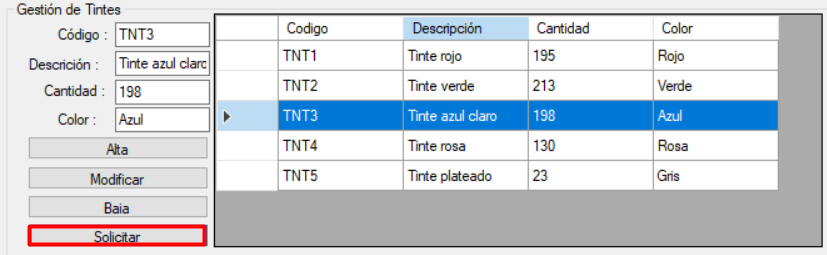 Gestión de Tintes
Código : TNT3
Descrición : Tinte azul claro
Cantidad : 198
Color : Azul
Alta
Modificar
Baia
Solicitar
Codigo Descripción Cantidad Color
TNT1 Tinte rojo 195 Rojo
TNT2 Tinte verde 213 Verde
TNT3 Tinte azul claro 198 Azul
TNT4 Tinte rosa 130 Rosa
TNT5 Tinte plateado 23 Gris